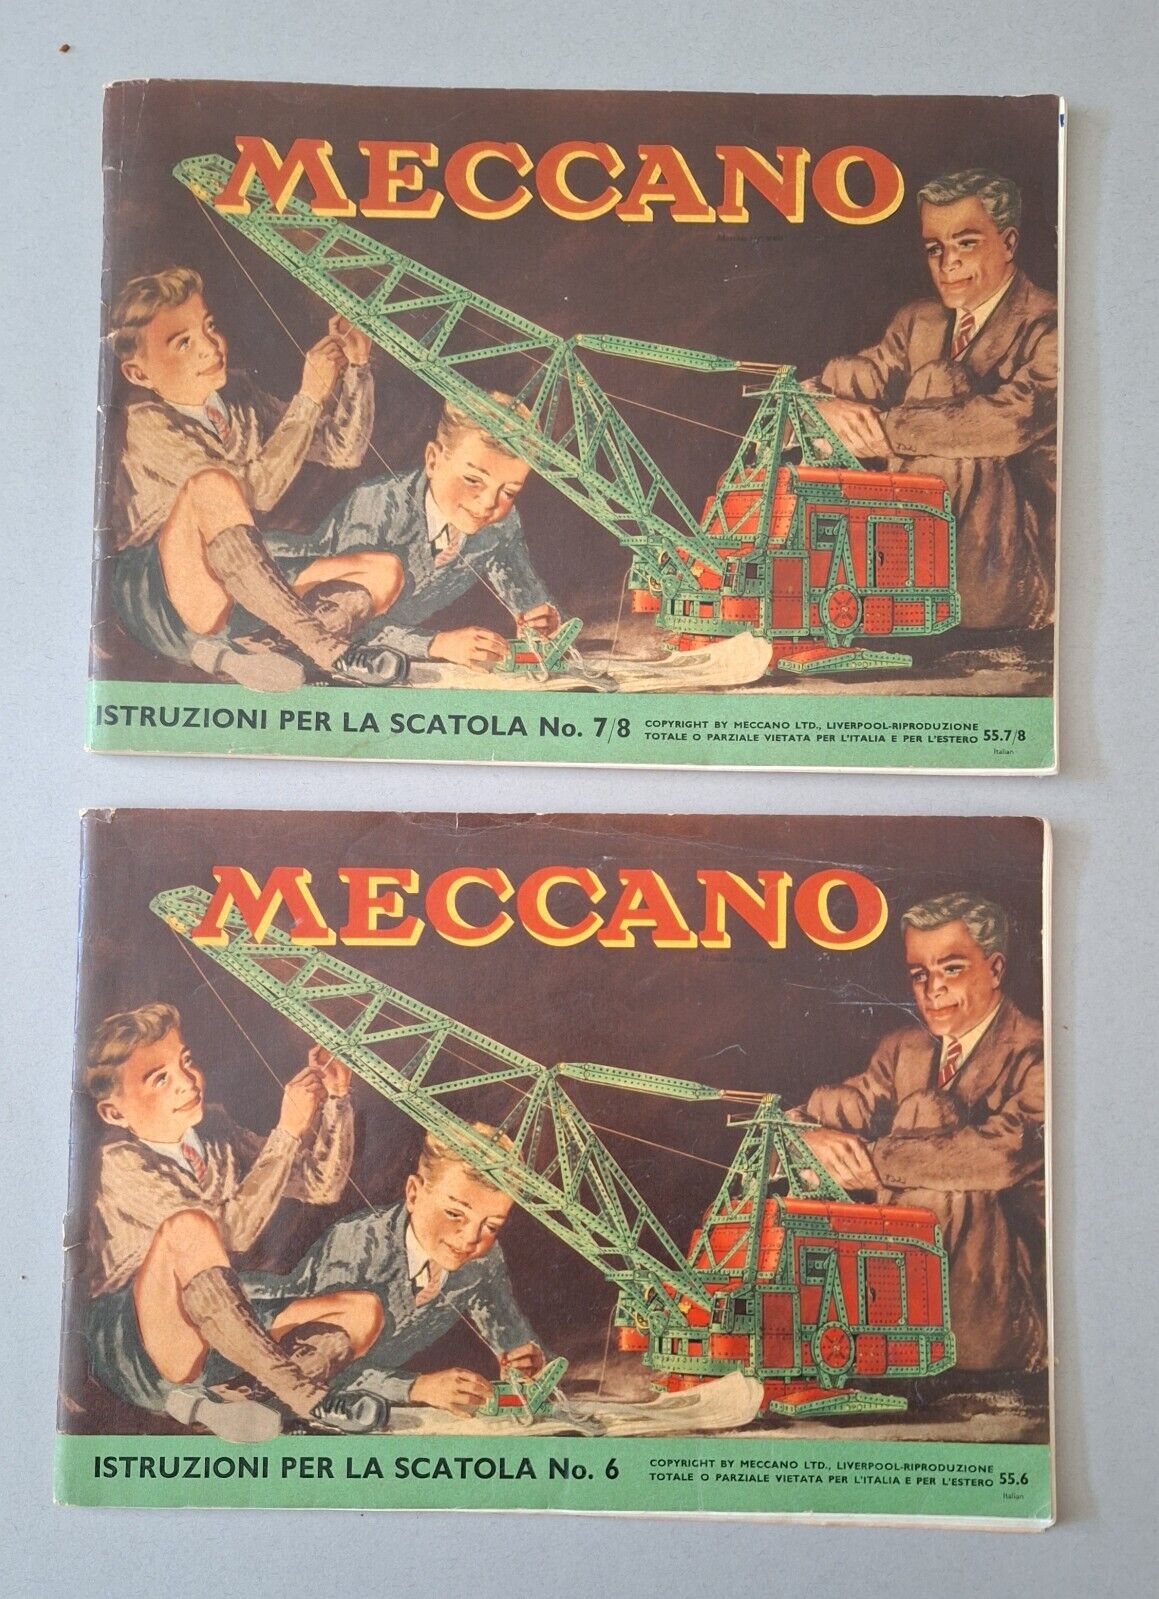 MECCANO
ISTRUZIONI PER LA SCATOLA No. 7/8
COPYRIGHT BY MECCANO LTD., LIVERPOOL-RIPRODUZIONE
TOTALE O PARZIALE VIETATA PER L'ITALIA E PER L'ESTERO
55.7/8
Italian
MECCANO
ISTRUZIONI PER LA SCATOLA No. 6
COPYRIGHT BY MECCANO LTD., LIVERPOOL-RIPRODUZIONE
TOTALE O PARZIALE VIETATA PER L'ITALIA E PER L'ESTERO
55.6
Italian